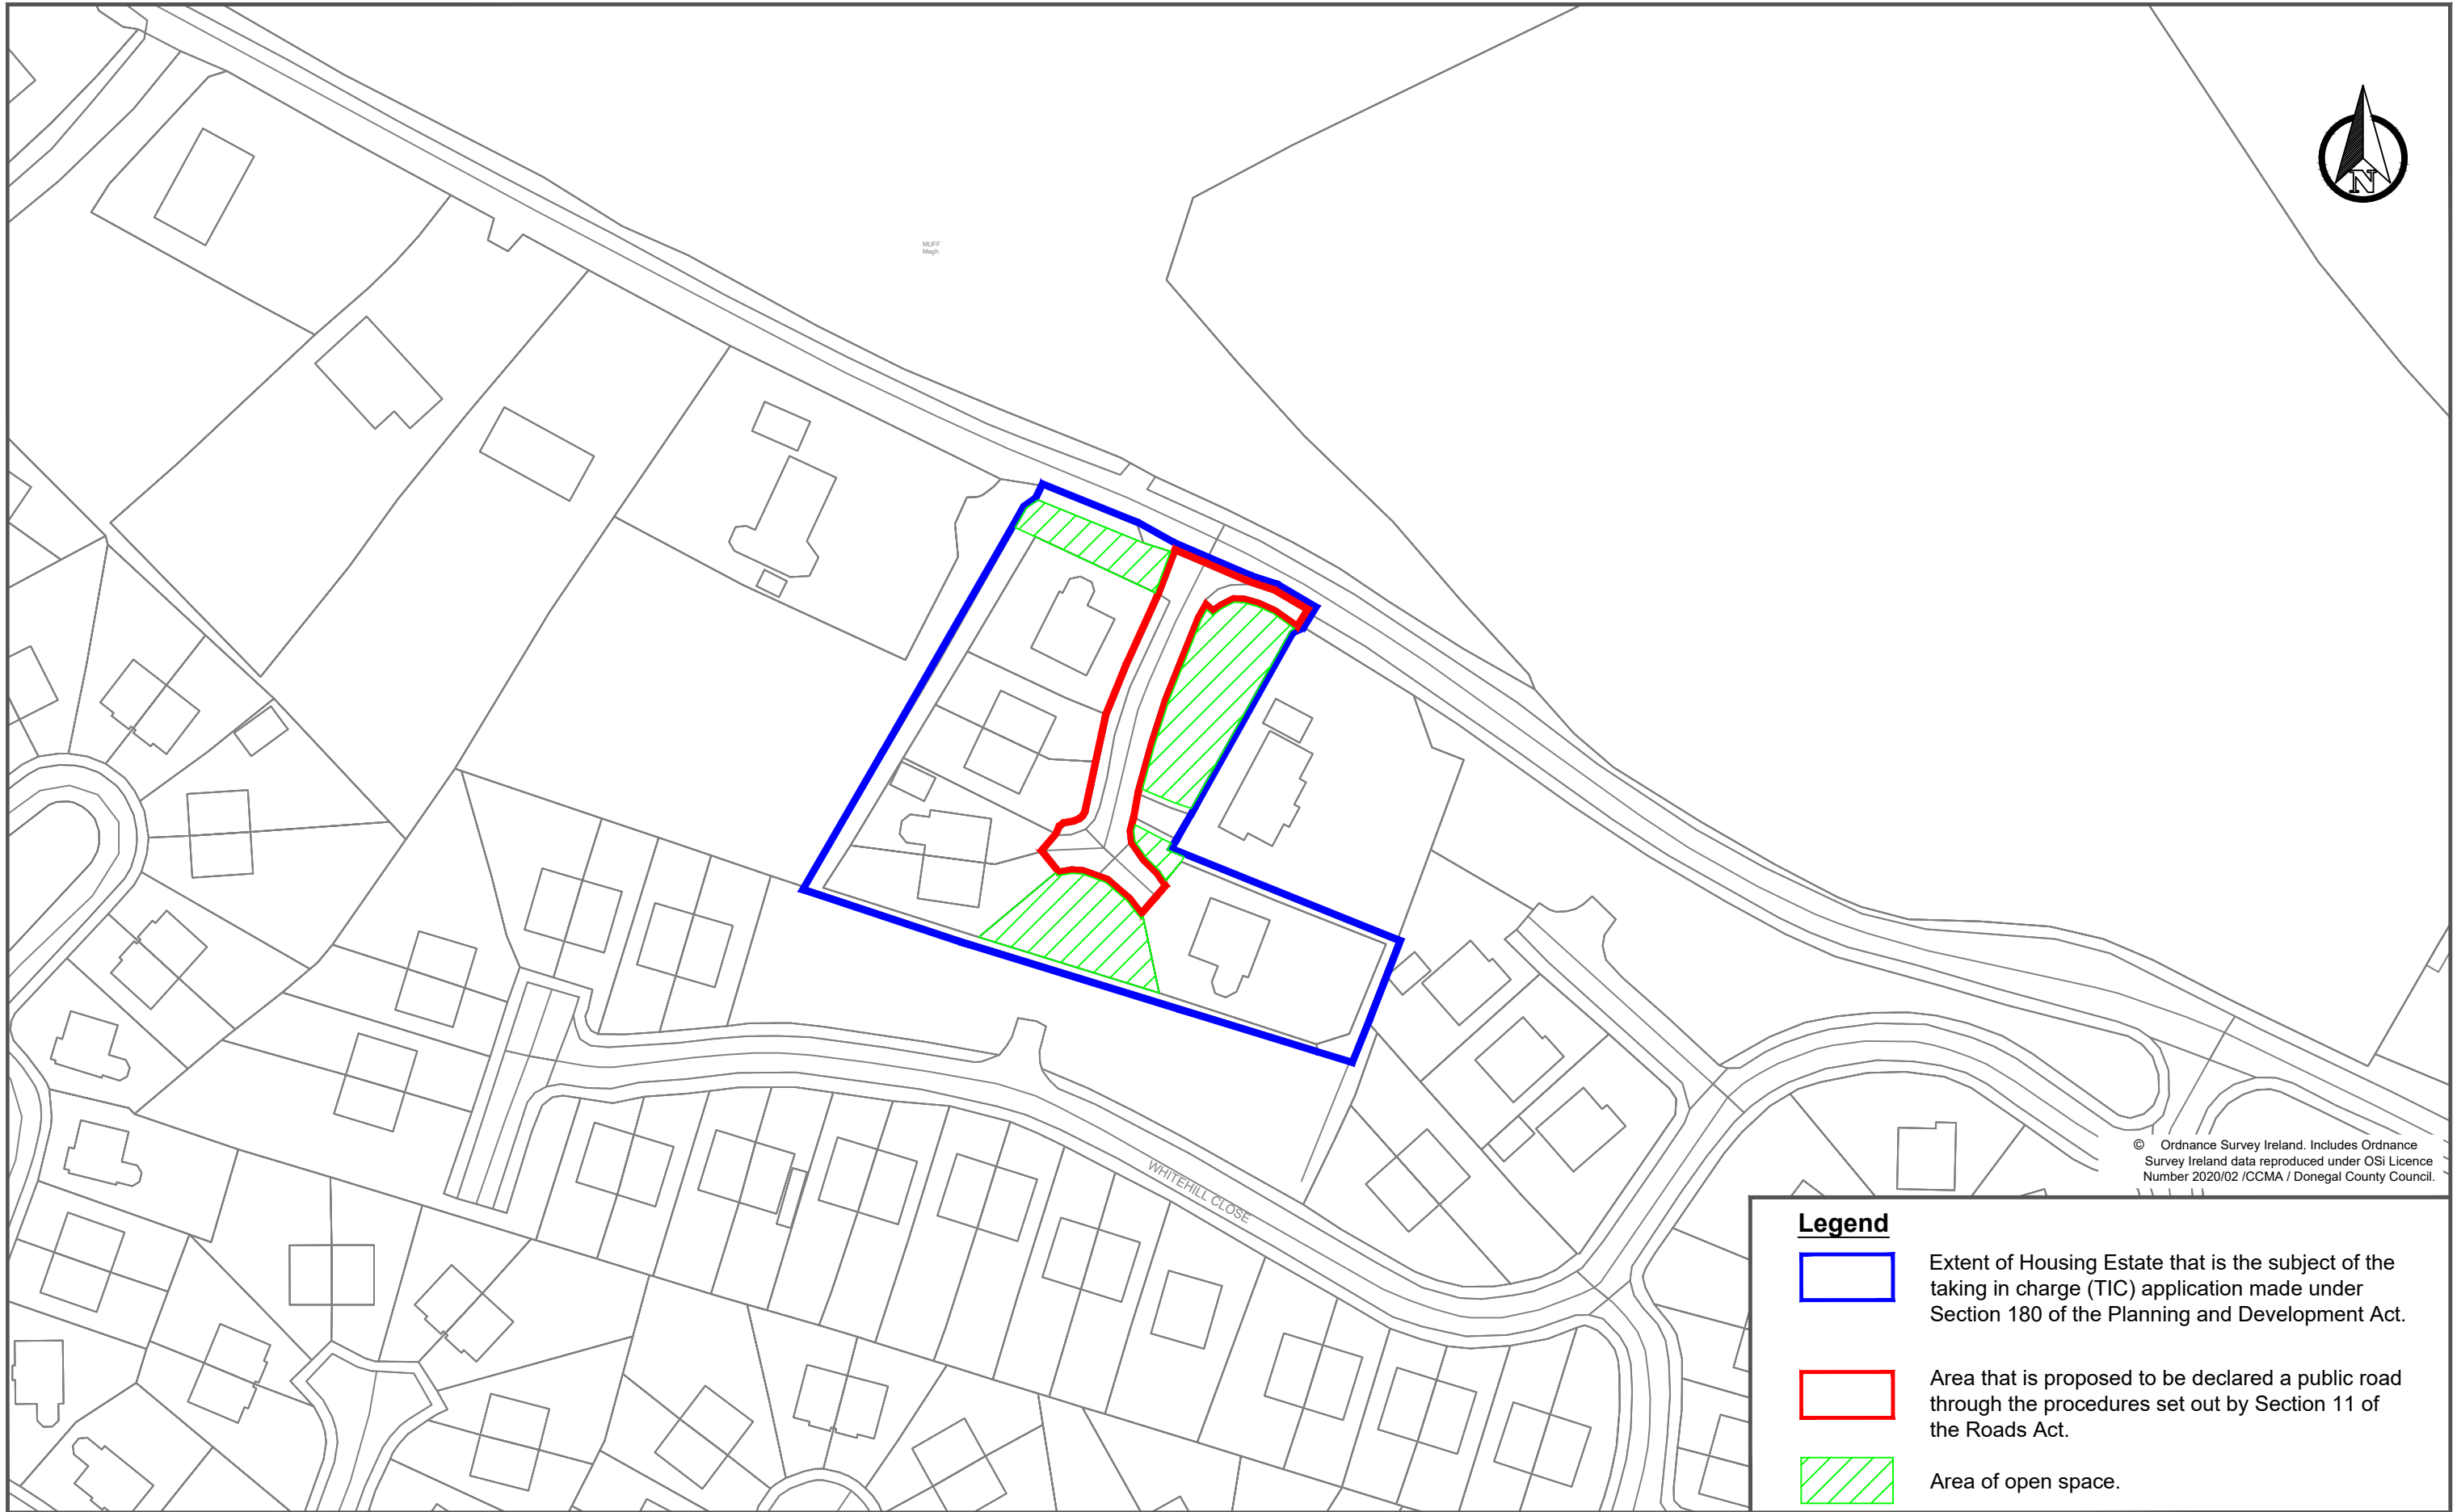 MUFF
Magh
N
WHITEHILL CLOSE
© Ordnance Survey Ireland. Includes Ordnance
Survey Ireland data reproduced under OSi Licence
Number 2020/02 /CCMA / Donegal County Council.
Legend
Extent of Housing Estate that is the subject of the
taking in charge (TIC) application made under
Section 180 of the Planning and Development Act.
Area that is proposed to be declared a public road
through the procedures set out by Section 11 of
the Roads Act.
Area of open space.